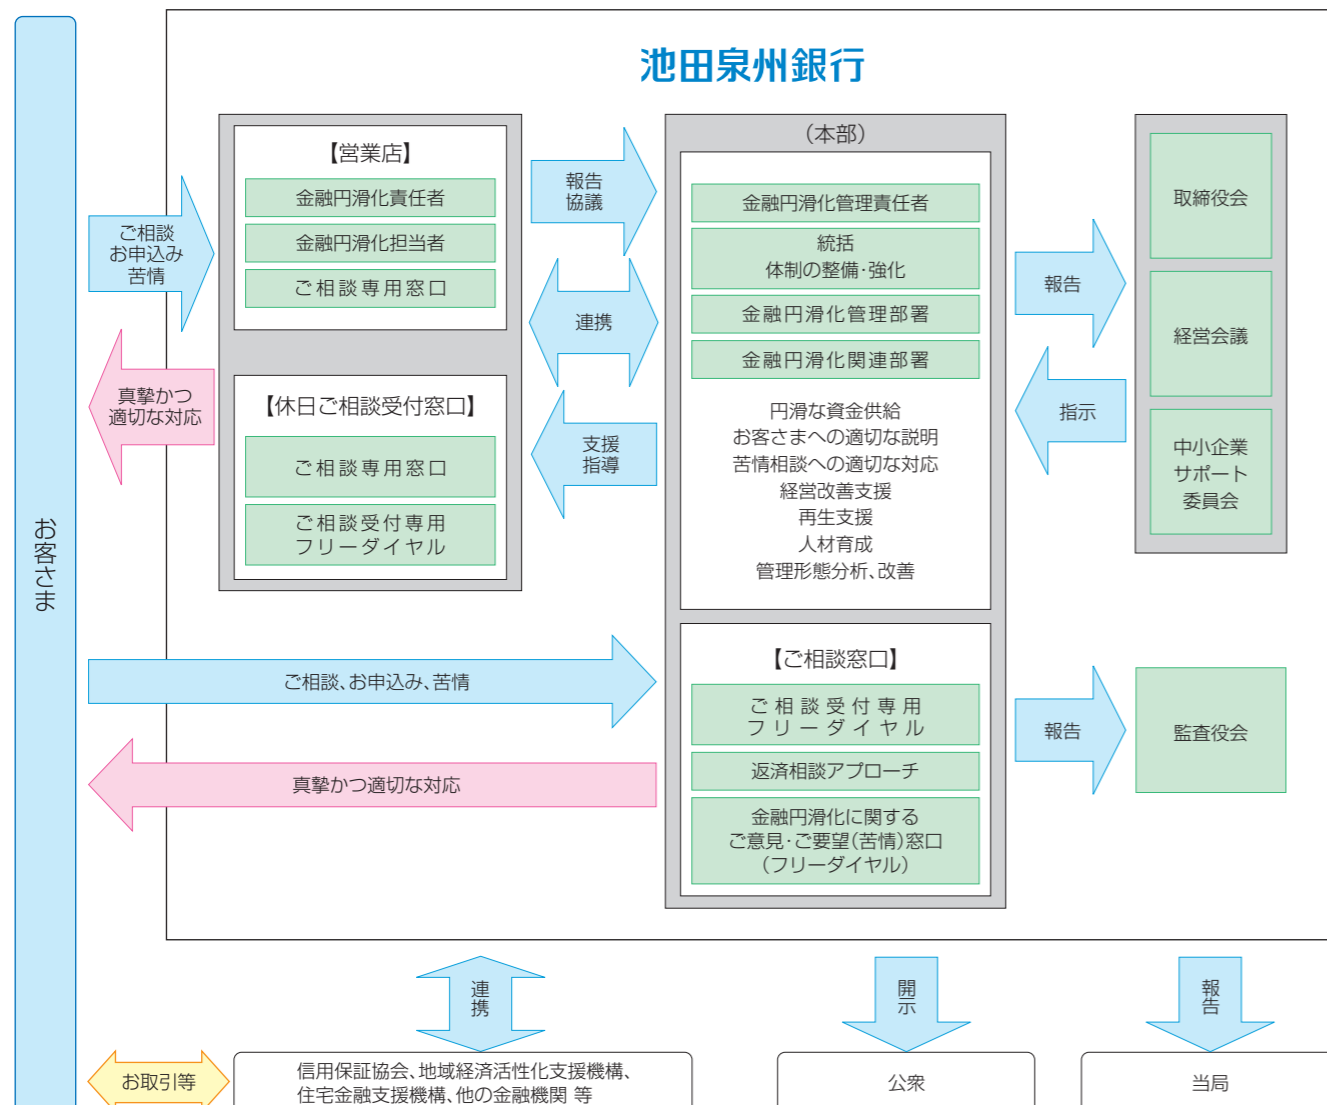 池田泉州銀行
お客さま
ご相談
お申込み
苦情
真摯かつ
適切な対応
【営業店】
金融円滑化責任者
金融円滑化担当者
ご相談専用窓口
【休日ご相談受付窓口】
ご相談専用窓口
ご相談受付専用
フリーダイヤル
報告
協議
連携
支援
指導
(本部)
金融円滑化管理責任者
統括
体制の整備・強化
金融円滑化管理部署
金融円滑化関連部署
円滑な資金供給
お客さまへの適切な説明
苦情相談への適切な対応
経営改善支援
再生支援
人材育成
管理形態分析、改善
報告
指示
取締役会
経営会議
中小企業
サポート
委員会
ご相談、お申込み、苦情
真摯かつ適切な対応
【ご相談窓口】
ご相談受付専用
フリーダイヤル
返済相談アプローチ
金融円滑化に関する
ご意見・ご要望(苦情)窓口
(フリーダイヤル)
報告
監査役会
連携
開示
報告
お取引等
信用保証協会、地域経済活性化支援機構、
住宅金融支援機構、他の金融機関 等
公衆
当局